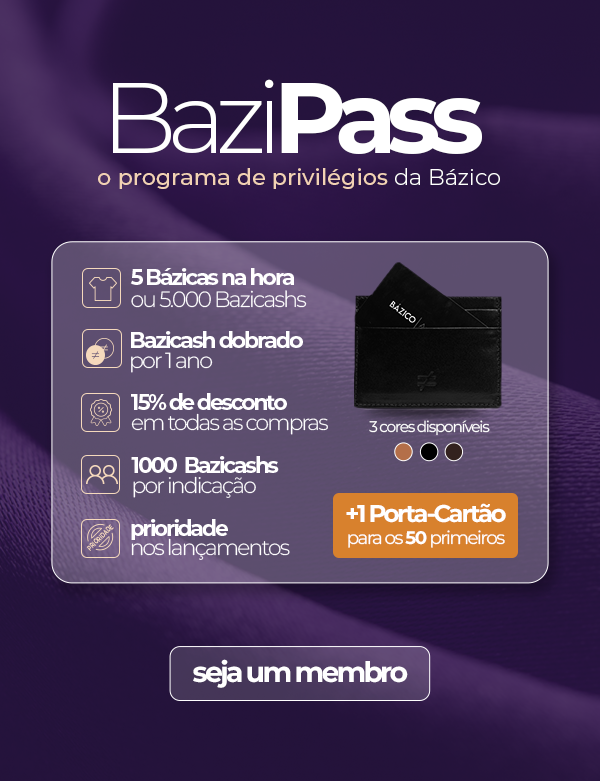 BaziPass
o programa de privilégios da Bázico
5 Bázicas na hora
ou 5.000 Bazicashs
Bazicash dobrado
por 1 ano
15% de desconto
em todas as compras
1000 Bazicashs
por indicação
PRIORIDADE
prioridade
nos lançamentos
BÁZICO
3 cores disponíveis
+1 Porta-Cartão
para os 50 primeiros
seja um membro